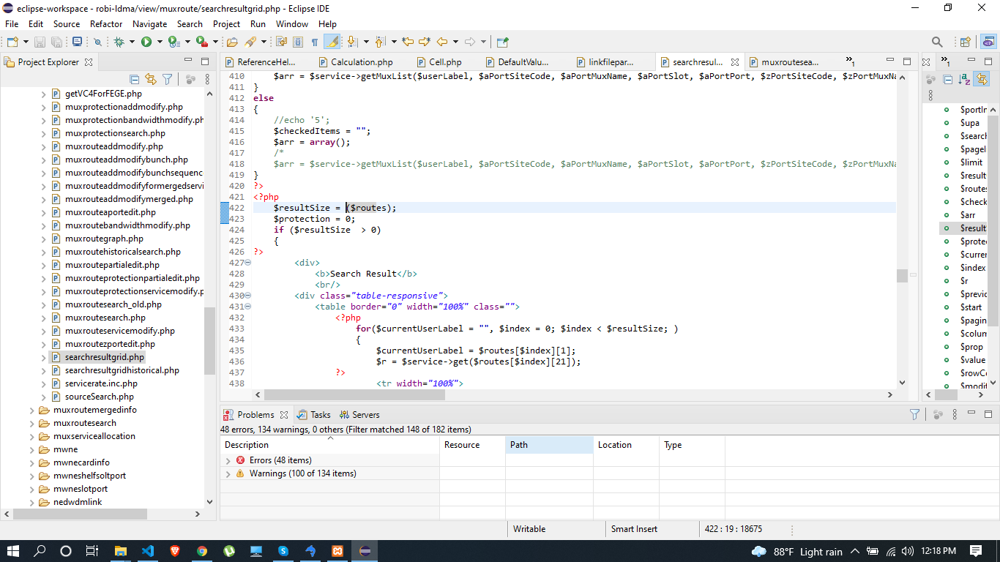 eclipse-workspace - robi-ldma/view/muxroute/searchresultgrid.php - Eclipse IDE
File Edit Source Refactor Navigate Search Project Run Window Help
Project Explorer
getVC4ForFEGE.php
muxprotectionaddmodify.php
muxprotectionbandwidthmodify.ph
muxprotectionsearch.php
muxrouteaddmodify.php
muxrouteaddmodifybunch.php
muxrouteaddmodifybunchsequenc
muxrouteaddmodifyformergedservi
muxrouteaddmodifymerged.php
muxrouteaportedit.php
muxroutebandwidthmodify.php
muxroutegraph.php
muxroutehistoricalsearch.php
muxroutepartialedit.php
muxrouteprotectionpartialedit.php
muxrouteprotectionservicemodify.p
muxroutesearch_old.php
muxroutesearch.php
muxrouteservicemodify.php
muxroutezportedit.php
searchresultgrid.php
searchresultgridhistorical.php
servicerate.inc.php
sourceSearch.php
muxroutemergedinfo
muxroutesearch
muxserviceallocation
mwne
mwnecardinfo
mwneshelfsoltport
mwneslotport
nedwdmlink
ReferenceHel... Calculation.php Cell.php DefaultValu... linkfilepar... searchresul... muxroutesea... »1
410 $arr = $service->getMuxList($userLabel, $aPortSiteCode, $aPortMuxName, $aPortSlot, $aPortPort, $zPortSiteCode, $zPortMuxNa
411 }
412 else
413 {
414 //echo '5';
415 $checkedItems = "";
416 $arr = array();
417 /*
418 $arr = $service->getMuxList($userLabel, $aPortSiteCode, $aPortMuxName, $aPortSlot, $aPortPort, $zPortSiteCode, $zPortMuxNa
419 }
420 ?>
421 <?php
422 $resultSize = ($routes);
423 $protection = 0;
424 if ($resultSize > 0)
425 {
426 ?>
427 <div>
428 <b>Search Result</b>
429 <br/>
430 <div class="table-responsive">
431 <table border="0" width="100%" class="">
432 <?php
433 for($currentUserLabel = "", $index = 0; $index < $resultSize; )
434 {
435 $currentUserLabel = $routes[$index][1];
436 $r = $service->get($routes[$index][21]);
437 ?>
438 <tr width="100%">
»1
$portIn
$upa
$search
$pagel
$limit
$result
$routes
$check
$arr
$result
$prote
$currer
$index
$r
$previc
$start
$pagin
$colum
$prop
$value
$rowCo
$modif
Problems Tasks Servers
48 errors, 134 warnings, 0 others (Filter matched 148 of 182 items)
Description Resource Path Location Type
Errors (48 items)
Warnings (100 of 134 items)
Writable Smart Insert 422 : 19 : 18675
88°F Light rain 12:18 PM